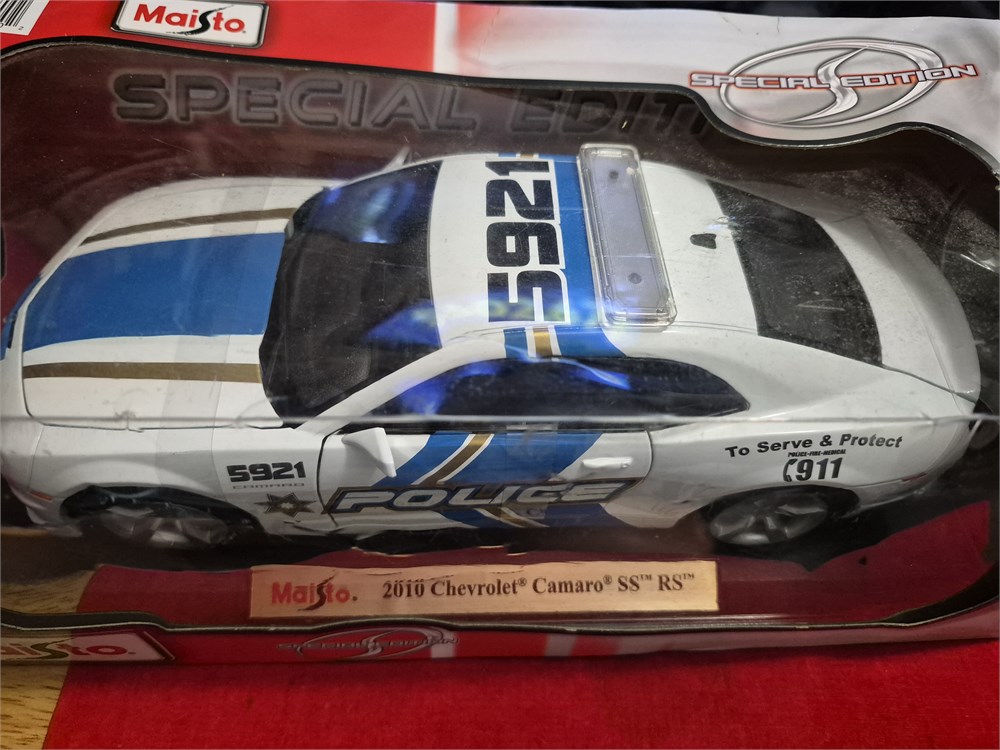 Maisto
SPECIAL EDITION
SPECIAL EDITI
5921
5921
CAMARO
POLICE
To Serve & Protect
POLICE-FIRE-MEDICAL
911
Maisto. 2010 Chevrolet® Camaro® SS™ RS™
aisto.
SPECIAL EDITION